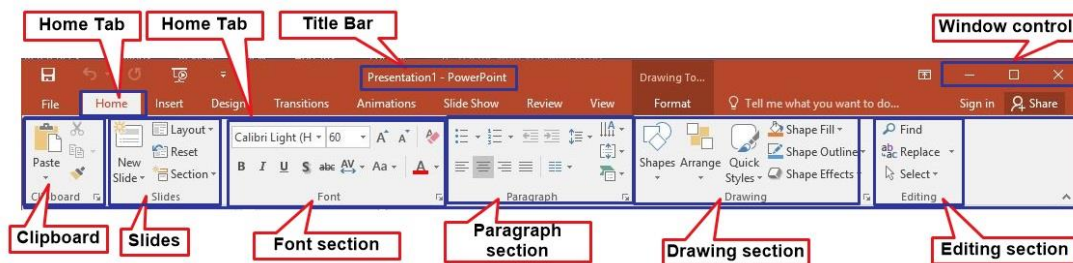 Home Tab
Home Tab
Title Bar
Window control
Presentation1 - PowerPoint
Drawing To...
File
Home
Insert
Design
Transitions
Animations
Slide Show
Review
View
Format
Tell me what you want to do...
Sign in
Share
Paste
Clipboard
New
Slide
Layout
Reset
Section
Slides
Calibri Light (H
60
A
A
B
I
U
S
abc
AV
Aa
A
Font
Paragraph
Shapes
Arrange
Quick
Styles
Shape Fill
Shape Outline
Shape Effects
Drawing
Find
Replace
Select
Editing
Clipboard
Slides
Font section
Paragraph
section
Drawing section
Editing section